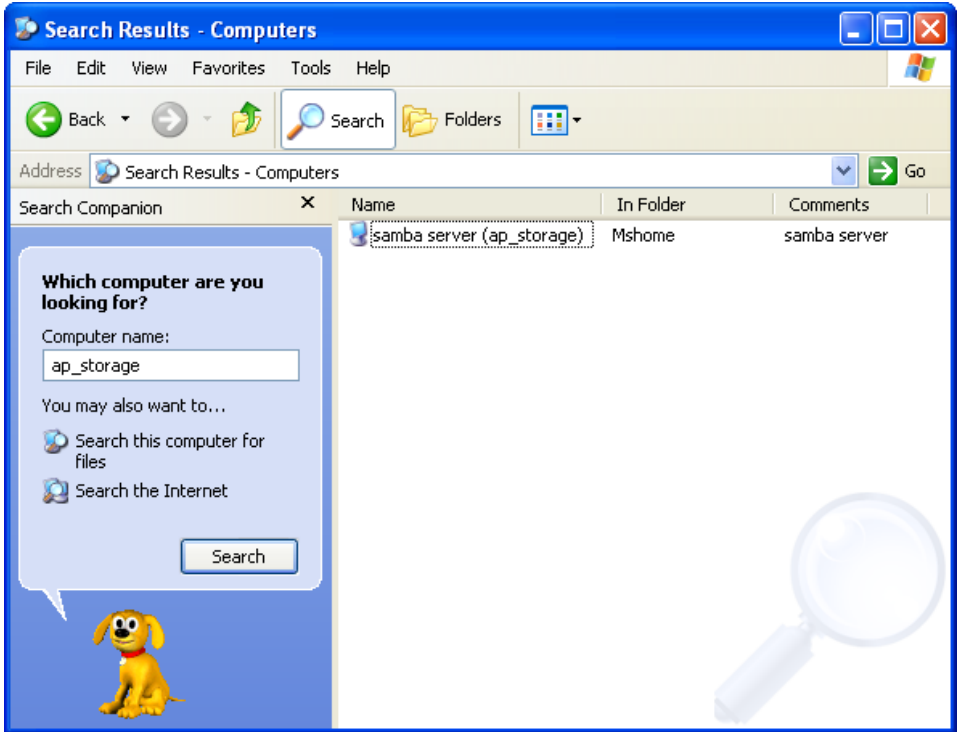 Search Results - Computers
File Edit View Favorites Tools Help
Back Search Folders
Address Search Results - Computers Go
Search Companion X Name In Folder Comments
samba server (ap_storage) Mshome samba server
Which computer are you
looking for?
Computer name:
ap_storage
You may also want to...
Search this computer for
files
Search the Internet
Search